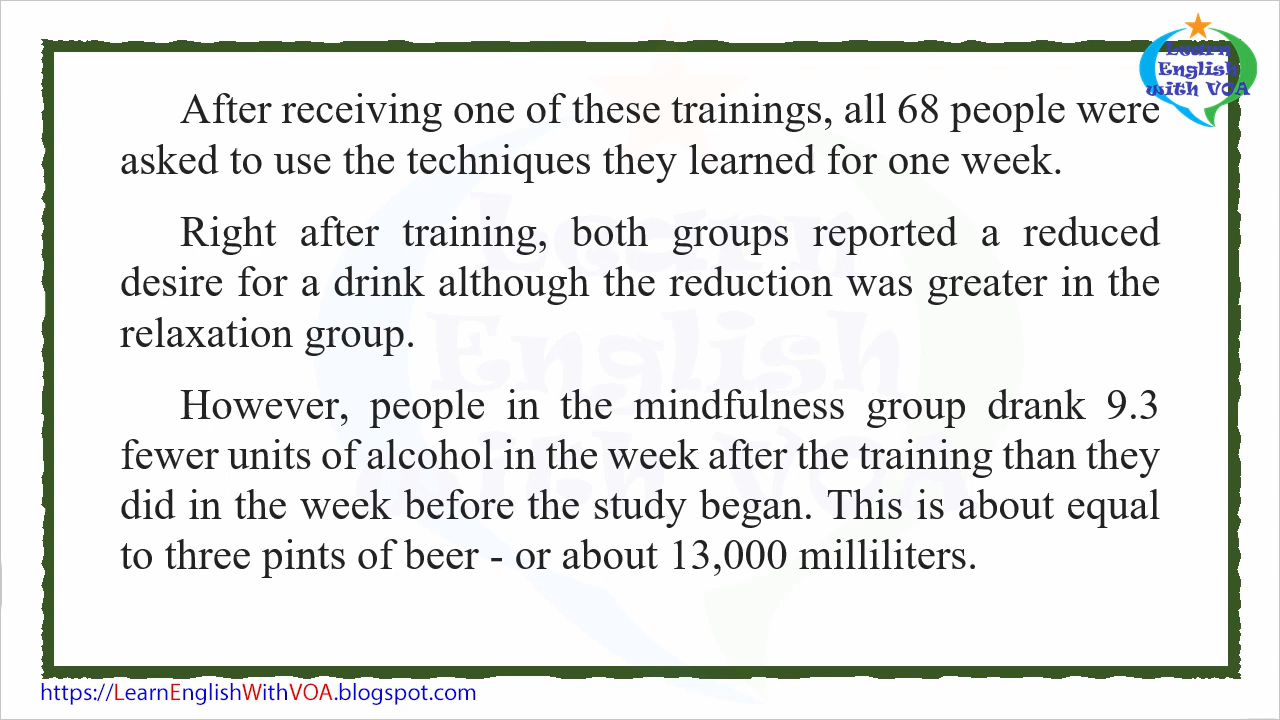 Learn
English
with VOA
After receiving one of these trainings, all 68 people were
asked to use the techniques they learned for one week.
Right after training, both groups reported a reduced
desire for a drink although the reduction was greater in the
relaxation group.
However, people in the mindfulness group drank 9.3
fewer units of alcohol in the week after the training than they
did in the week before the study began. This is about equal
to three pints of beer - or about 13,000 milliliters.
https://LearnEnglishWithVOA.blogspot.com